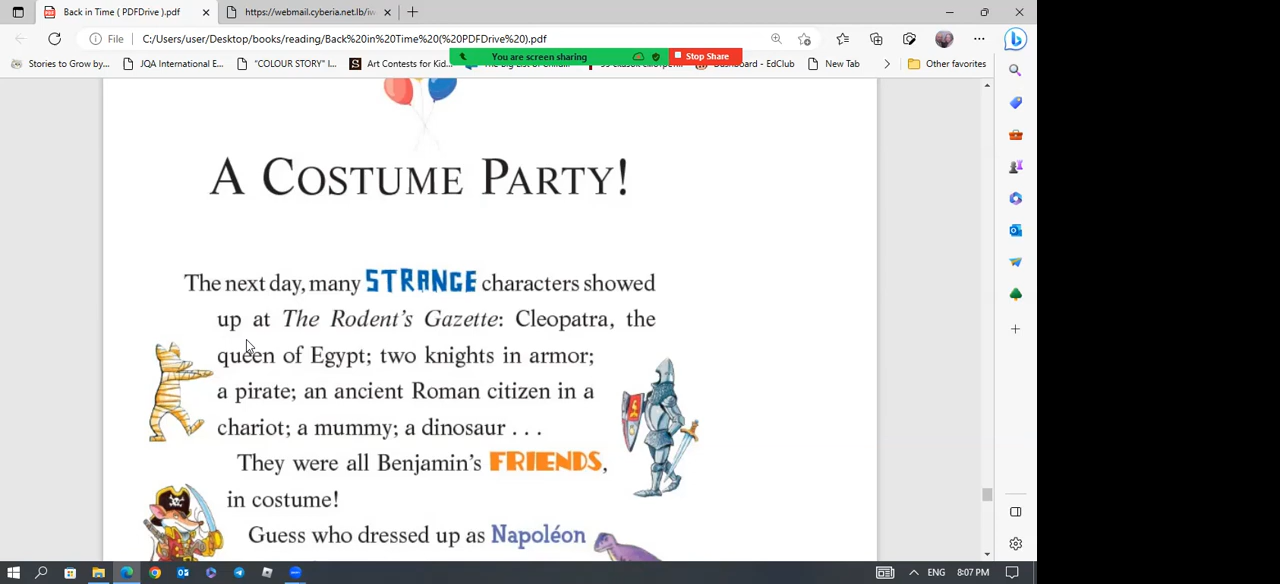 Back in Time ( PDFDrive ).pdf
https://webmail.cyberia.net.lb/iw
File
C:/Users/user/Desktop/books/reading/Back%20in%20Time%20(%20PDFDrive%20).pdf
You are screen sharing
Stop Share
Stories to Grow by...
JQA International E...
"COLOUR STORY" I...
Art Contests for Kid...
EdClub
New Tab
Other favorites
A COSTUME PARTY!
The next day, many STRANGE characters showed
up at The Rodent's Gazette: Cleopatra, the
queen of Egypt; two knights in armor;
a pirate; an ancient Roman citizen in a
chariot; a mummy; a dinosaur . . .
They were all Benjamin's FRIENDS,
in costume!
Guess who dressed up as Napoléon
ENG
8:07 PM